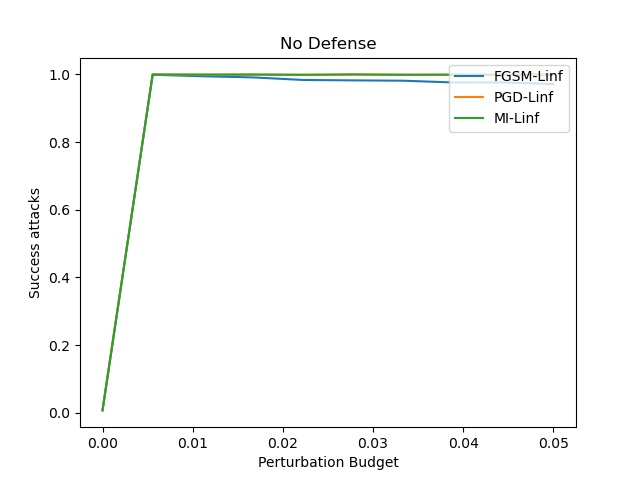 No Defense
1.0
0.8
0.6
0.4
0.2
0.0
Success attacks
FGSM-Linf
PGD-Linf
MI-Linf
0.00 0.01 0.02 0.03 0.04 0.05
Perturbation Budget